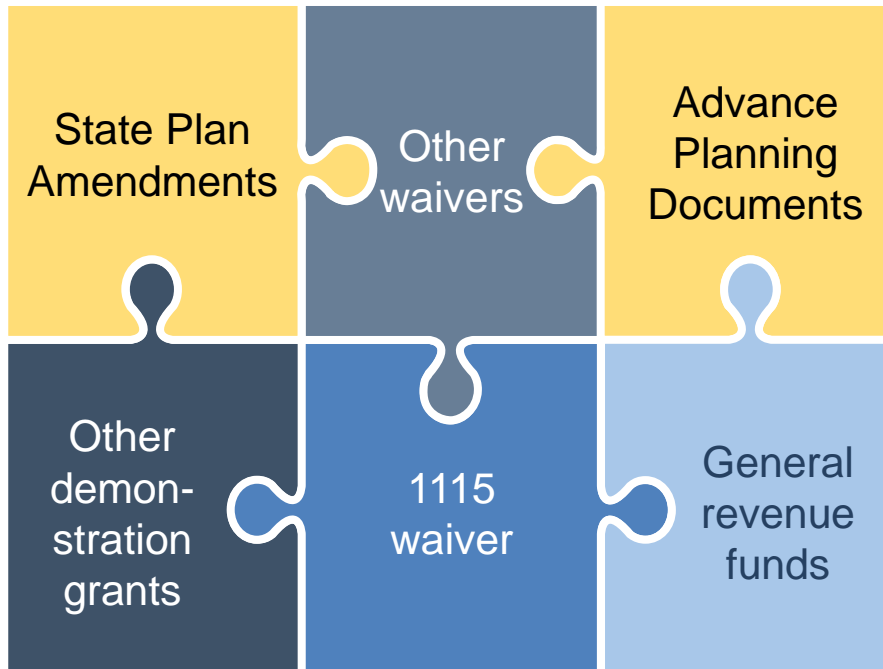 State Plan
Amendments
Other
waivers
Advance
Planning
Documents
Other
demon-
stration
grants
1115
waiver
General
revenue
funds